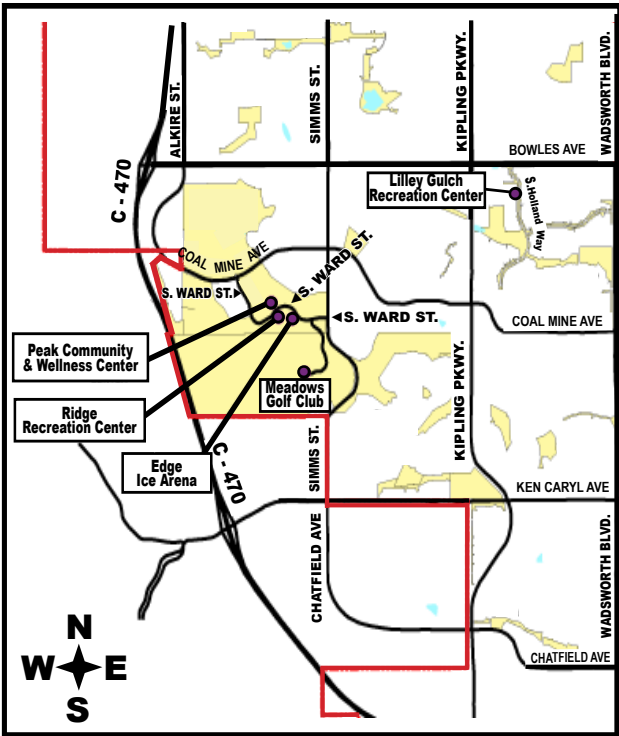 ALKIRE ST.
SIMMS ST.
KIPLING PKWY.
WADSWORTH BLVD.
BOWLES AVE
C - 470
Lilley Gulch
Recreation Center
S.Holland Way
COAL MINE AVE
S. WARD ST.
S. WARD ST.
S. WARD ST.
COAL MINE AVE
Peak Community
& Wellness Center
Meadows
Golf Club
KIPLING PKWY.
Ridge
Recreation Center
Edge
Ice Arena
C - 470
SIMMS ST.
KEN CARYL AVE
CHATFIELD AVE
WADSWORTH BLVD.
N
W E
S
CHATFIELD AVE